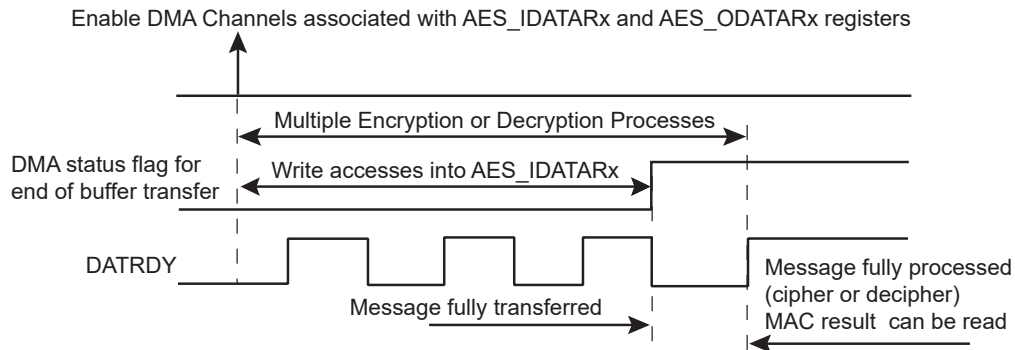 Enable DMA Channels associated with AES_IDATARx and AES_ODATARx registers
Multiple Encryption or Decryption Processes
DMA status flag for
end of buffer transfer
Write accesses into AES_IDATARx
DATRDY
Message fully transferred
Message fully processed
(cipher or decipher)
MAC result can be read